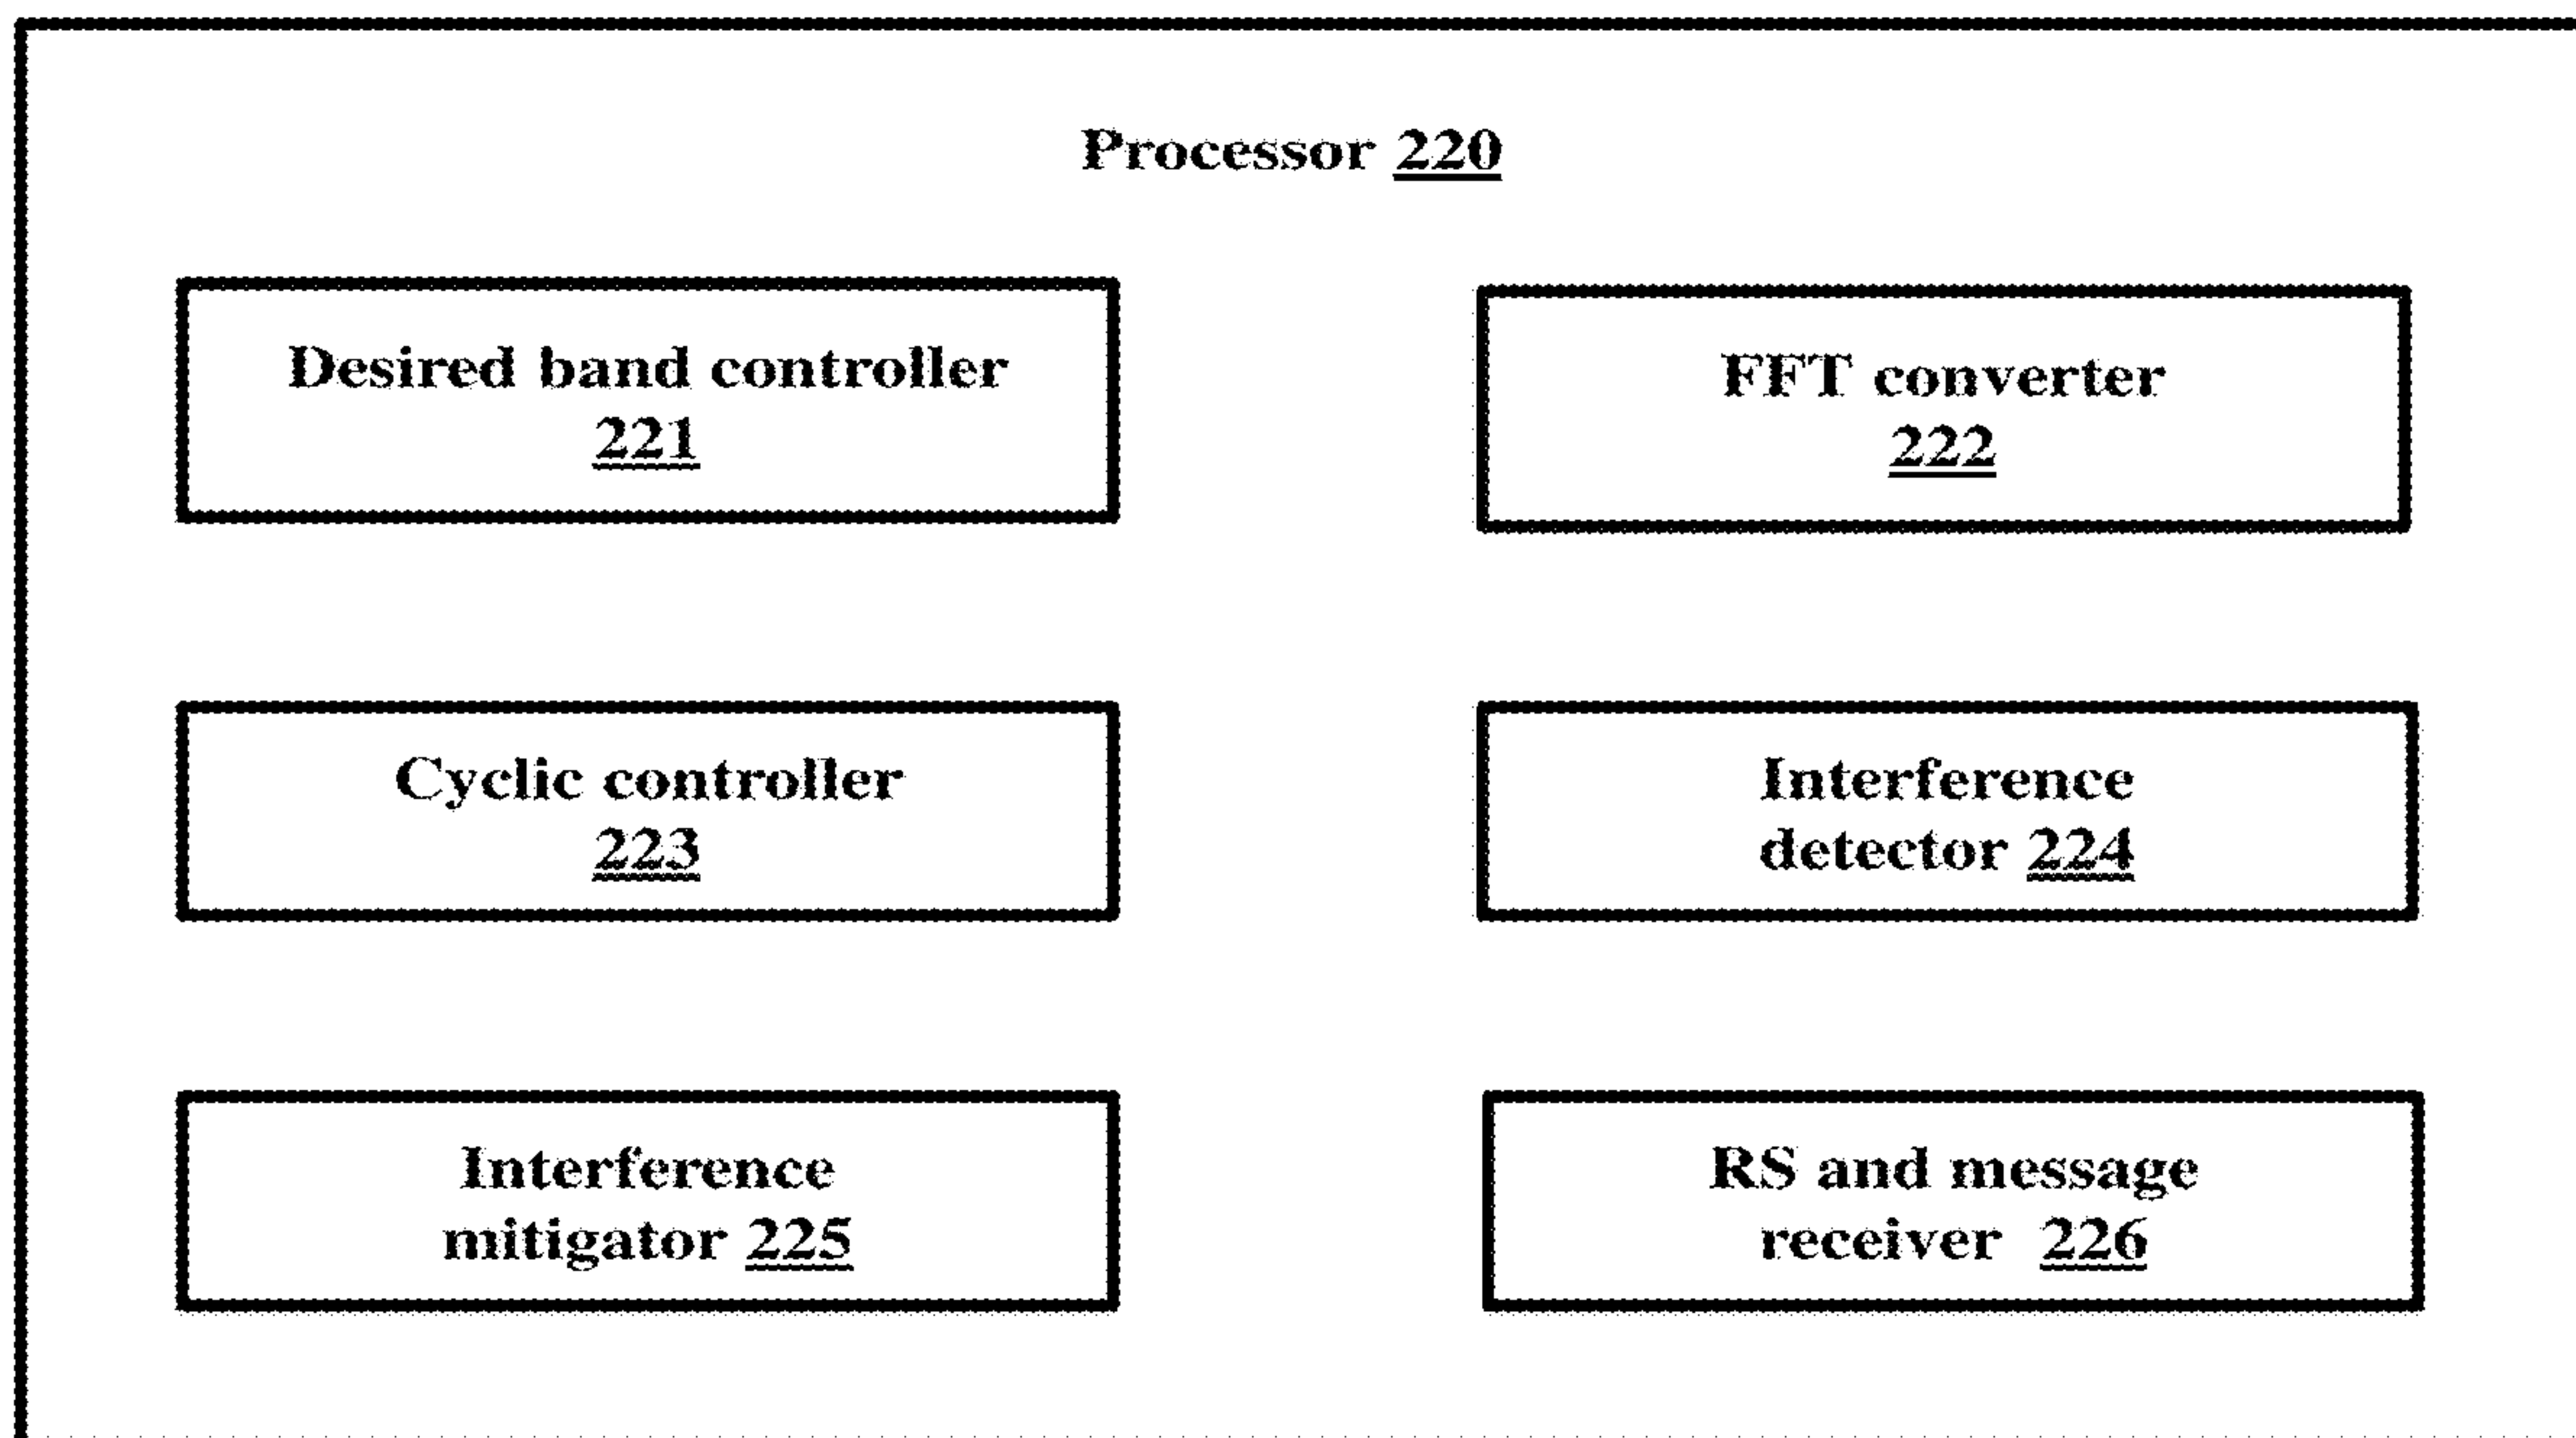 Processor 220
Desired band controller
221
FFT converter
222
Cyclic controller
223
Interference
detector 224
Interference
mitigator 225
RS and message
receiver 226